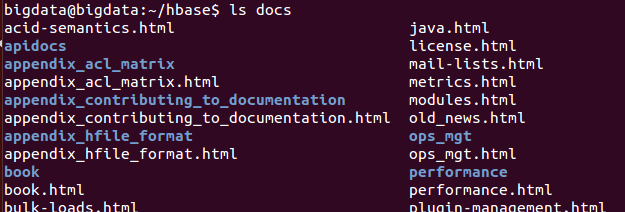 bigdata@bigdata:~/hbase$ ls docs
acid-semantics.html java.html
apidocs license.html
appendix_acl_matrix mail-lists.html
appendix_acl_matrix.html metrics.html
appendix_contributing_to_documentation modules.html
appendix_contributing_to_documentation.html old_news.html
appendix_hfile_format ops_mgt
appendix_hfile_format.html ops_mgt.html
book performance
book.html performance.html
bulk-loads.html plugin-management.html